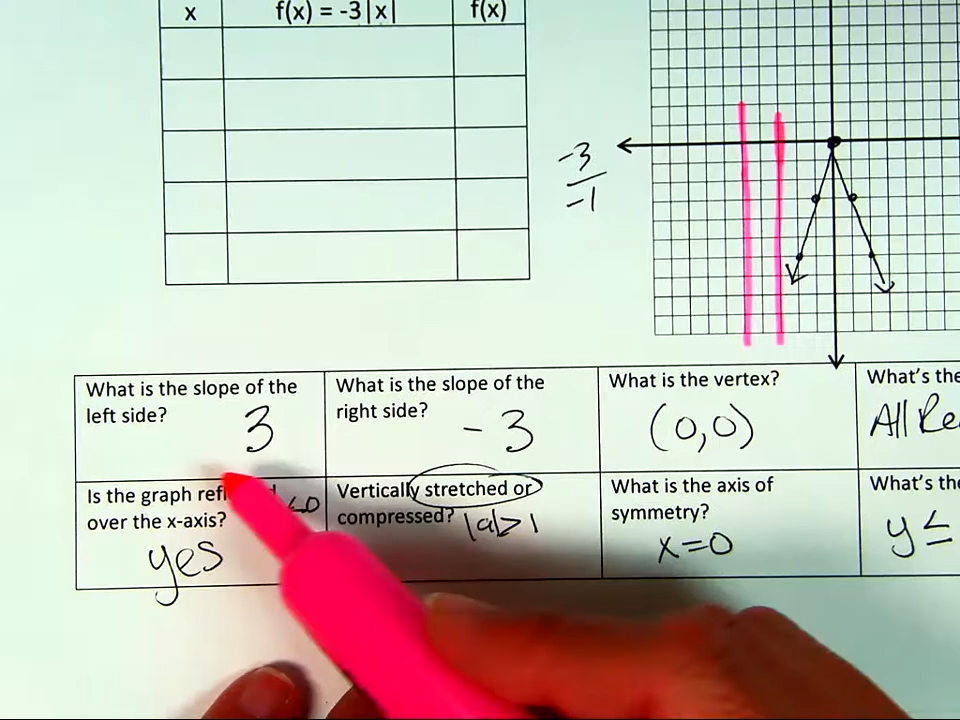 x f(x) = -3|x| f(x)
-3
-1
What is the slope of the
left side? 3
What is the slope of the
right side? -3
What is the vertex?
(0,0)
What's the
All Re
Is the graph
over the x-axis? <0
yes
Vertically stretched or
compressed? |a|>1
What is the axis of
symmetry?
x=0
What's the
y≤